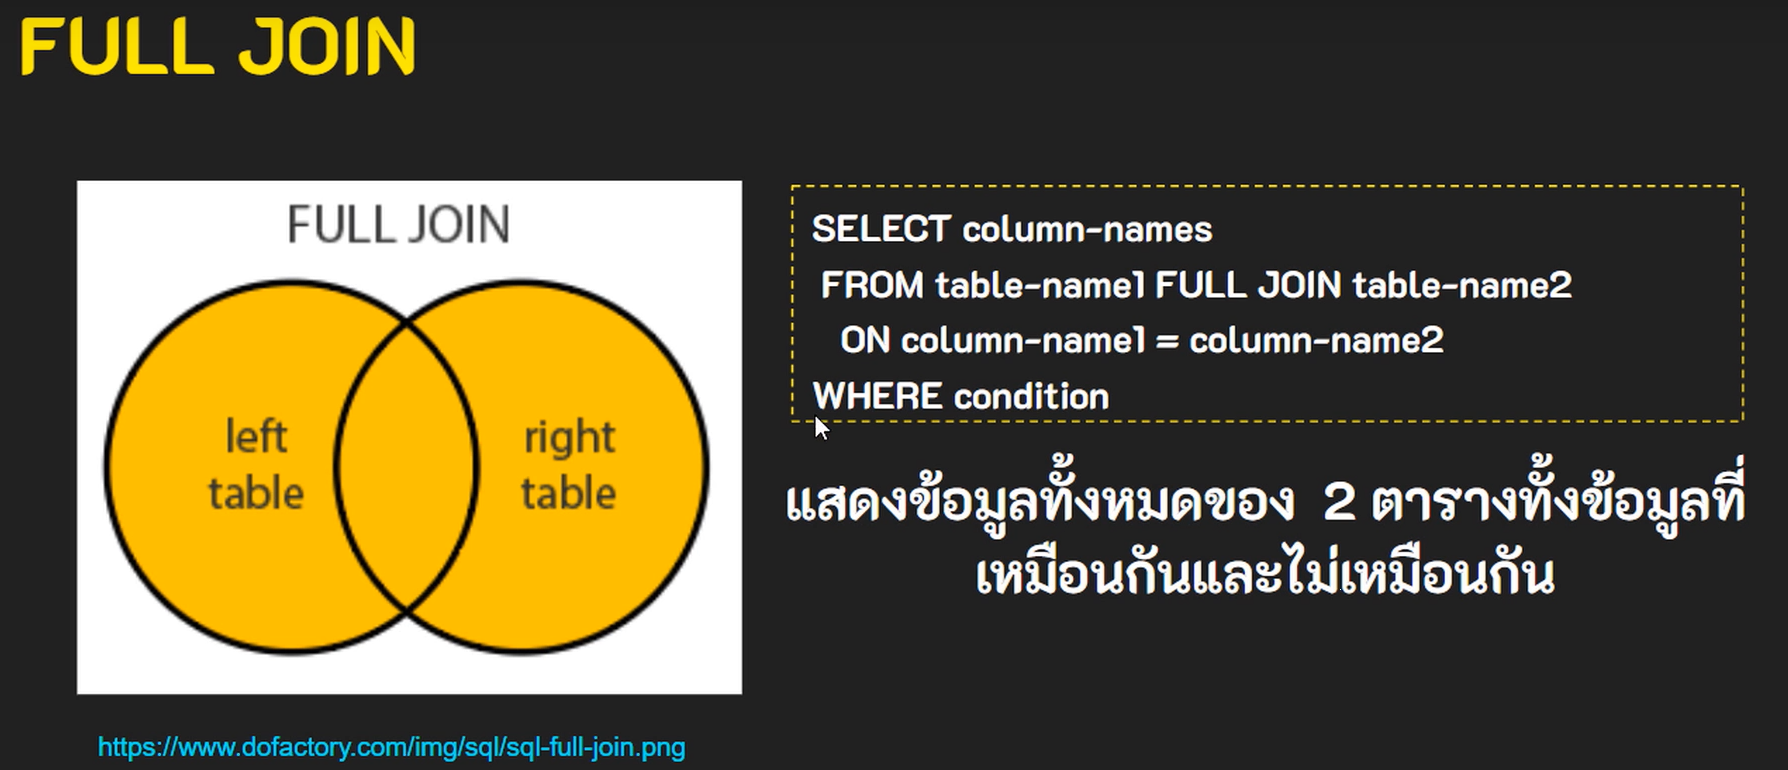 FULL JOIN
FULL JOIN
left
table
right
table
https://www.dofactory.com/img/sql/sql-full-join.png
SELECT column-names
FROM table-name1 FULL JOIN table-name2
ON column-name1 = column-name2
WHERE condition
แสดงข้อมูลทั้งหมดของ 2 ตารางทั้งข้อมูลที่
เหมือนกันและไม่เหมือนกัน